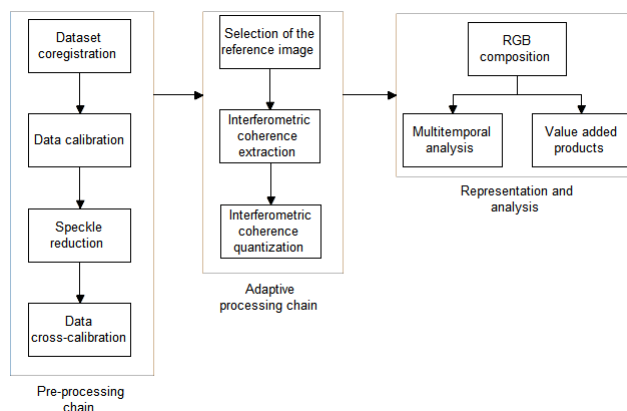 Dataset
coregistration
Data calibration
Speckle
reduction
Data
cross-calibration
Pre-processing
chain
Selection of the
reference image
Interferometric
coherence
extraction
Interferometric
coherence
quantization
Adaptive
processing chain
RGB
composition
Multitemporal
analysis
Value added
products
Representation and
analysis